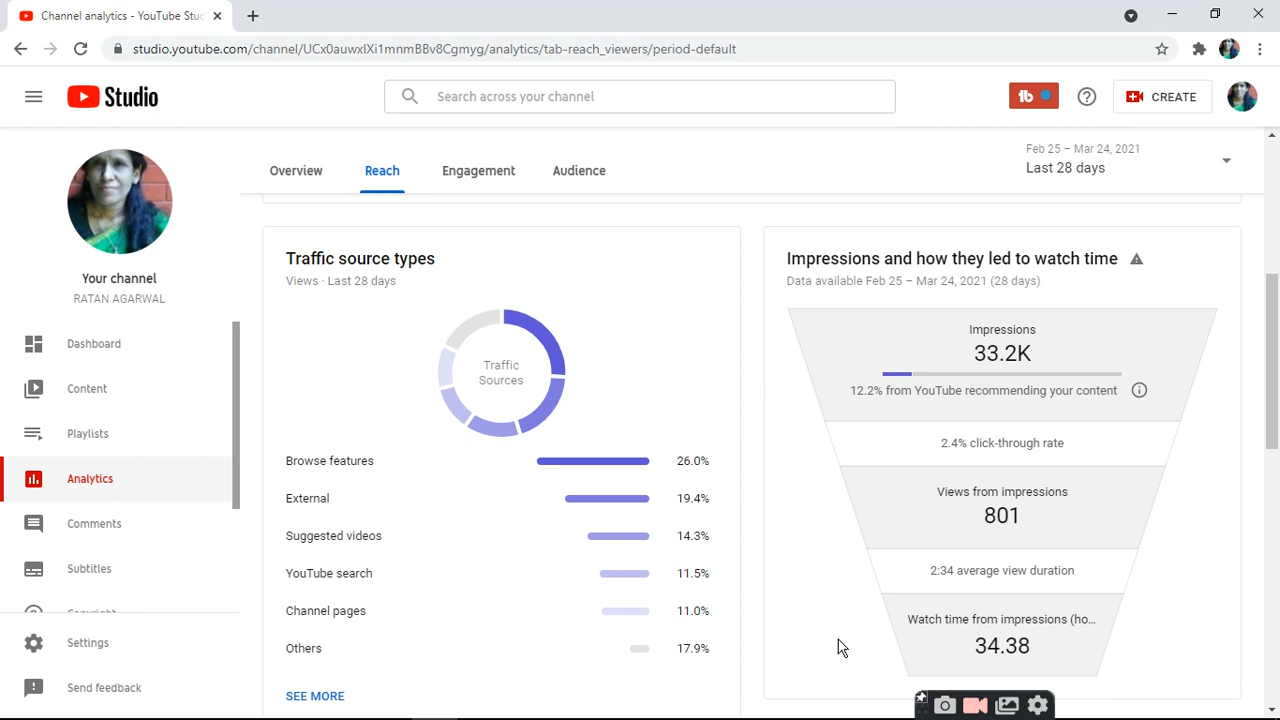 Channel analytics - YouTube Stud
studio.youtube.com/channel/UCx0auwxIXi1mnmBBv8Cgmyg/analytics/tab-reach_viewers/period-default
Studio
Search across your channel
tb
CREATE
Your channel
RATAN AGARWAL
Dashboard
Content
Playlists
Analytics
Comments
Subtitles
Copyright
Settings
Send feedback
Overview
Reach
Engagement
Audience
Feb 25 – Mar 24, 2021
Last 28 days
Traffic source types
Views · Last 28 days
Traffic
Sources
Browse features 26.0%
External 19.4%
Suggested videos 14.3%
YouTube search 11.5%
Channel pages 11.0%
Others 17.9%
SEE MORE
Impressions and how they led to watch time
Data available Feb 25 – Mar 24, 2021 (28 days)
Impressions
33.2K
12.2% from YouTube recommending your content
2.4% click-through rate
Views from impressions
801
2:34 average view duration
Watch time from impressions (ho...
34.38